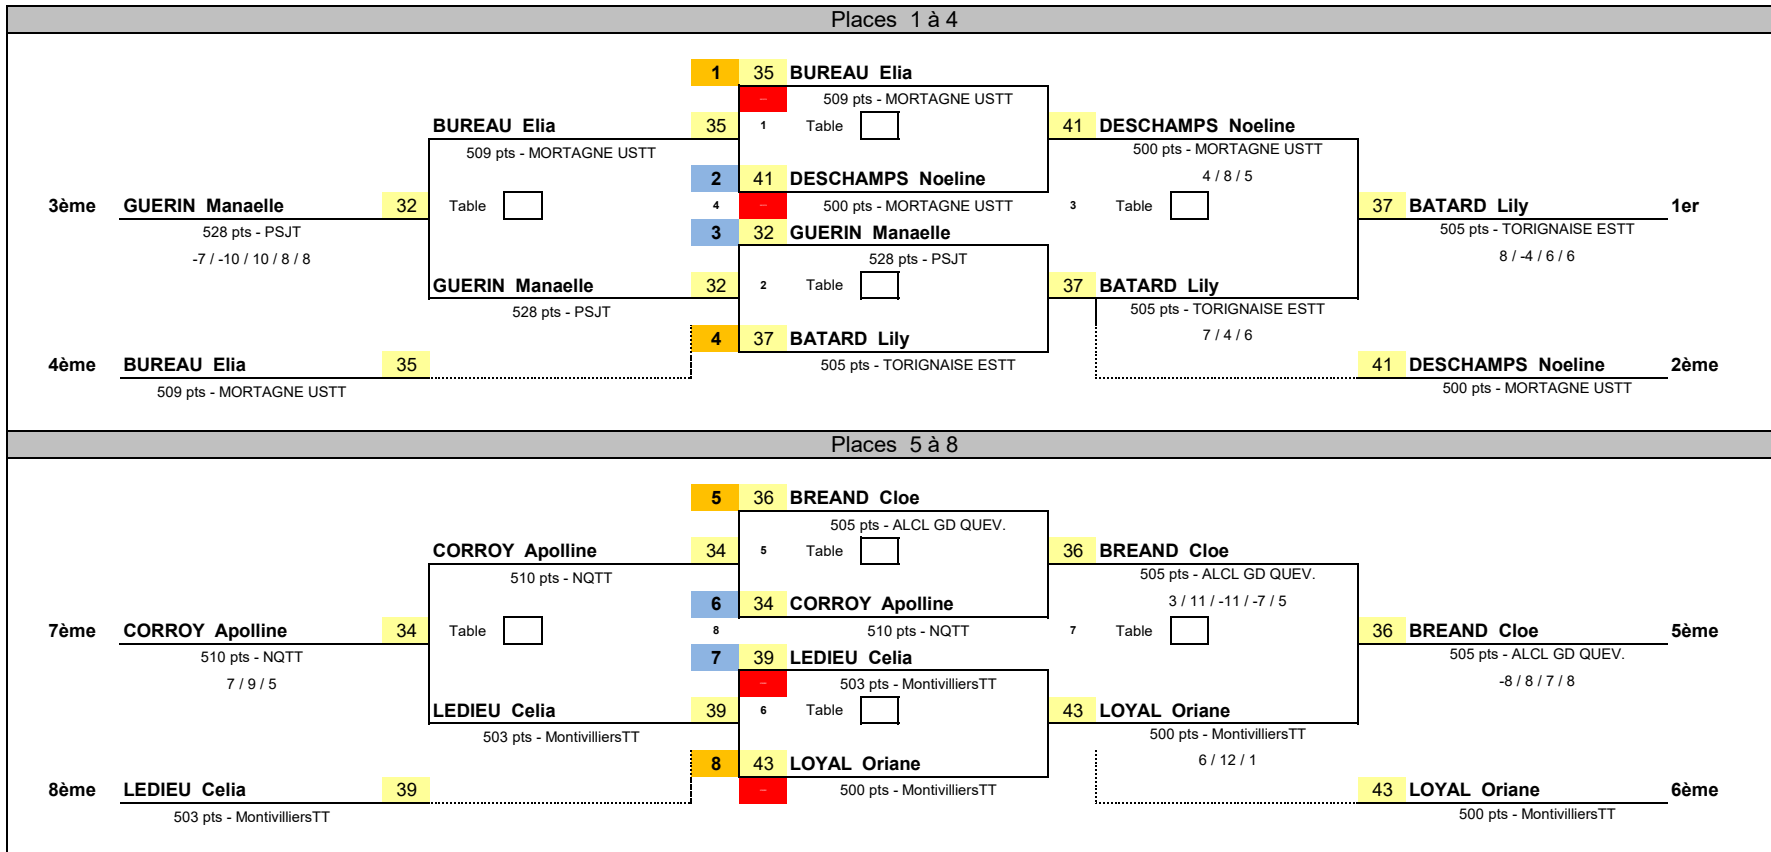 Places 1 à 4
1 35 BUREAU Elia
– 509 pts - MORTAGNE USTT
BUREAU Elia 35 1 Table 41 DESCHAMPS Noeline
509 pts - MORTAGNE USTT 500 pts - MORTAGNE USTT
2 41 DESCHAMPS Noeline 4 / 8 / 5
3ème GUERIN Manaelle 32 Table 4 – 500 pts - MORTAGNE USTT 3 Table 37 BATARD Lily 1er
528 pts - PSJT 3 32 GUERIN Manaelle 505 pts - TORIGNAISE ESTT
-7 / -10 / 10 / 8 / 8 528 pts - PSJT 8 / -4 / 6 / 6
GUERIN Manaelle 32 2 Table 37 BATARD Lily
528 pts - PSJT 505 pts - TORIGNAISE ESTT
4 37 BATARD Lily 7 / 4 / 6
4ème BUREAU Elia 35 505 pts - TORIGNAISE ESTT 41 DESCHAMPS Noeline 2ème
509 pts - MORTAGNE USTT 500 pts - MORTAGNE USTT
Places 5 à 8
5 36 BREAND Cloe
505 pts - ALCL GD QUEV.
CORROY Apolline 34 5 Table 36 BREAND Cloe
510 pts - NQTT 505 pts - ALCL GD QUEV.
6 34 CORROY Apolline 3 / 11 / -11 / -7 / 5
7ème CORROY Apolline 34 Table 8 510 pts - NQTT 7 Table 36 BREAND Cloe 5ème
510 pts - NQTT 7 39 LEDIEU Celia 505 pts - ALCL GD QUEV.
7 / 9 / 5 – 503 pts - MontivilliersTT -8 / 8 / 7 / 8
LEDIEU Celia 39 6 Table 43 LOYAL Oriane
503 pts - MontivilliersTT 500 pts - MontivilliersTT
8 43 LOYAL Oriane 6 / 12 / 1
8ème LEDIEU Celia 39 – 500 pts - MontivilliersTT 43 LOYAL Oriane 6ème
503 pts - MontivilliersTT 500 pts - MontivilliersTT